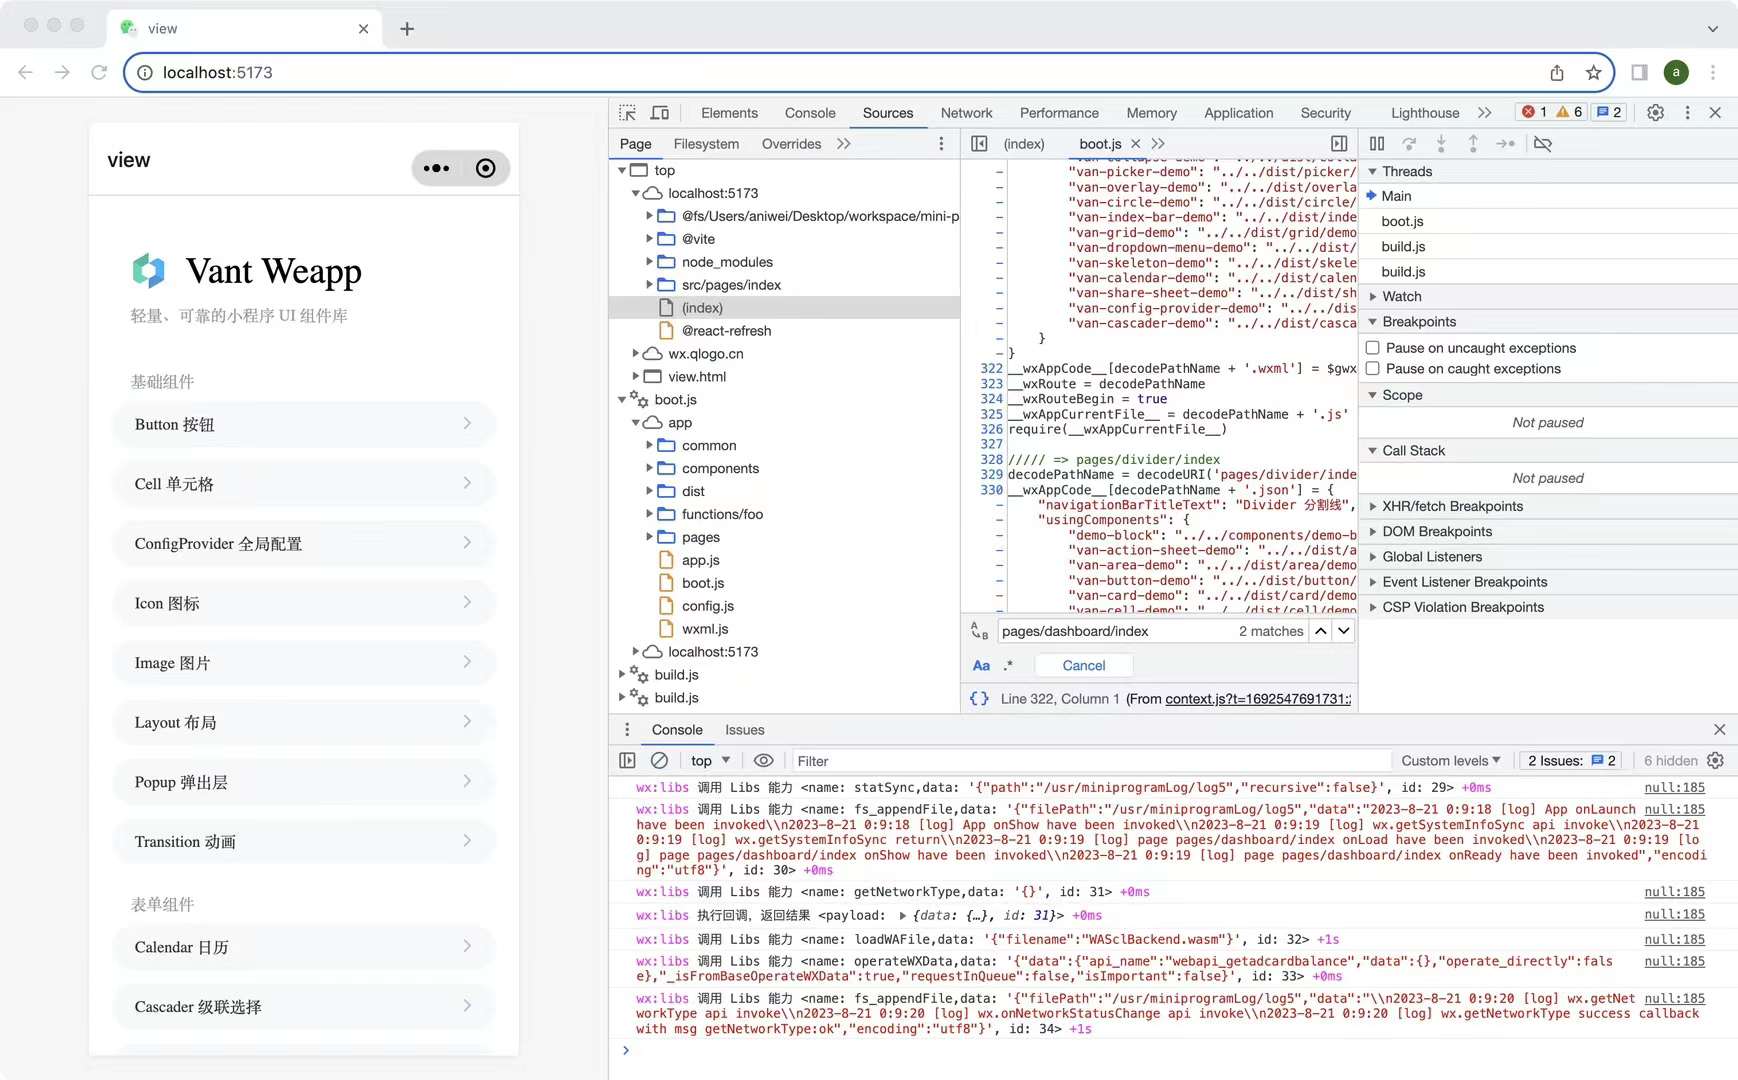 view
localhost:5173
a
view
Vant Weapp
轻量、可靠的小程序 UI 组件库
基础组件
Button 按钮
Cell 单元格
ConfigProvider 全局配置
Icon 图标
Image 图片
Layout 布局
Popup 弹出层
Transition 动画
表单组件
Calendar 日历
Cascader 级联选择
Elements Console Sources Network Performance Memory Application Security Lighthouse 1 6 2
Page Filesystem Overrides
top
localhost:5173
@fs/Users/aniwei/Desktop/workspace/mini-p
@vite
node_modules
src/pages/index
(index)
@react-refresh
wx.qlogo.cn
view.html
boot.js
app
common
components
dist
functions/foo
pages
app.js
boot.js
config.js
wxml.js
localhost:5173
build.js
build.js
(index) boot.js
"van-picker-demo": "../../dist/picker/
"van-overlay-demo": "../../dist/overla
"van-circle-demo": "../../dist/circle/
"van-index-bar-demo": "../../dist/inde
"van-grid-demo": "../../dist/grid/demo
"van-dropdown-menu-demo": "../../dist/
"van-skeleton-demo": "../../dist/skele
"van-calendar-demo": "../../dist/calen
"van-share-sheet-demo": "../../dist/sh
"van-config-provider-demo": "../../dis
"van-cascader-demo": "../../dist/casca
}
}
322 __wxAppCode__[decodePathName + '.wxml'] = $gwx
323 __wxRoute = decodePathName
324 __wxRouteBegin = true
325 __wxAppCurrentFile__ = decodePathName + '.js'
326 require(__wxAppCurrentFile__)
327
328 ///// => pages/divider/index
329 decodePathName = decodeURI('pages/divider/inde
330 __wxAppCode__[decodePathName + '.json'] = {
"navigationBarTitleText": "Divider 分割线",
"usingComponents": {
"demo-block": "../../components/demo-b
"van-action-sheet-demo": "../../dist/a
"van-area-demo": "../../dist/area/demo
"van-button-demo": "../../dist/button/
"van-card-demo": "../../dist/card/demo
"van-cell-demo": "../../dist/cell/demo
pages/dashboard/index 2 matches
Aa .* Cancel
{} Line 322, Column 1 (From context.js?t=1692547691731:
Threads
Main
boot.js
build.js
build.js
Watch
Breakpoints
Pause on uncaught exceptions
Pause on caught exceptions
Scope
Not paused
Call Stack
Not paused
XHR/fetch Breakpoints
DOM Breakpoints
Global Listeners
Event Listener Breakpoints
CSP Violation Breakpoints
Console Issues
top Filter Custom levels 2 Issues: 2 6 hidden
wx:libs 调用 Libs 能力 <name: statSync,data: '{"path":"/usr/miniprogramLog/log5","recursive":false}', id: 29> +0ms null:185
wx:libs 调用 Libs 能力 <name: fs_appendFile,data: '{"filePath":"/usr/miniprogramLog/log5","data":"2023-8-21 0:9:18 [log] App onLaunch null:185
have been invoked\\n2023-8-21 0:9:18 [log] App onShow have been invoked\\n2023-8-21 0:9:19 [log] wx.getSystemInfoSync api invoke\\n2023-8-21
0:9:19 [log] wx.getSystemInfoSync return\\n2023-8-21 0:9:19 [log] page pages/dashboard/index onLoad have been invoked\\n2023-8-21 0:9:19 [lo
g] page pages/dashboard/index onShow have been invoked\\n2023-8-21 0:9:19 [log] page pages/dashboard/index onReady have been invoked","encodi
ng":"utf8"}', id: 30> +0ms
wx:libs 调用 Libs 能力 <name: getNetworkType,data: '{}', id: 31> +0ms null:185
wx:libs 执行回调，返回结果 <payload: {data: {…}, id: 31}> +0ms null:185
wx:libs 调用 Libs 能力 <name: loadWAFile,data: '{"filename":"WASclBackend.wasm"}', id: 32> +1s null:185
wx:libs 调用 Libs 能力 <name: operateWXData,data: '{"data":{"api_name":"webapi_getadcardbalance","data":{},"operate_directly":fals null:185
e},"_isFromBaseOperateWXData":true,"requestInQueue":false,"isImportant":false}', id: 33> +0ms
wx:libs 调用 Libs 能力 <name: fs_appendFile,data: '{"filePath":"/usr/miniprogramLog/log5","data":"\\n2023-8-21 0:9:20 [log] wx.getNet null:185
workType api invoke\\n2023-8-21 0:9:20 [log] wx.onNetworkStatusChange api invoke\\n2023-8-21 0:9:20 [log] wx.getNetworkType success callback
with msg getNetworkType:ok","encoding":"utf8"}', id: 34> +1s